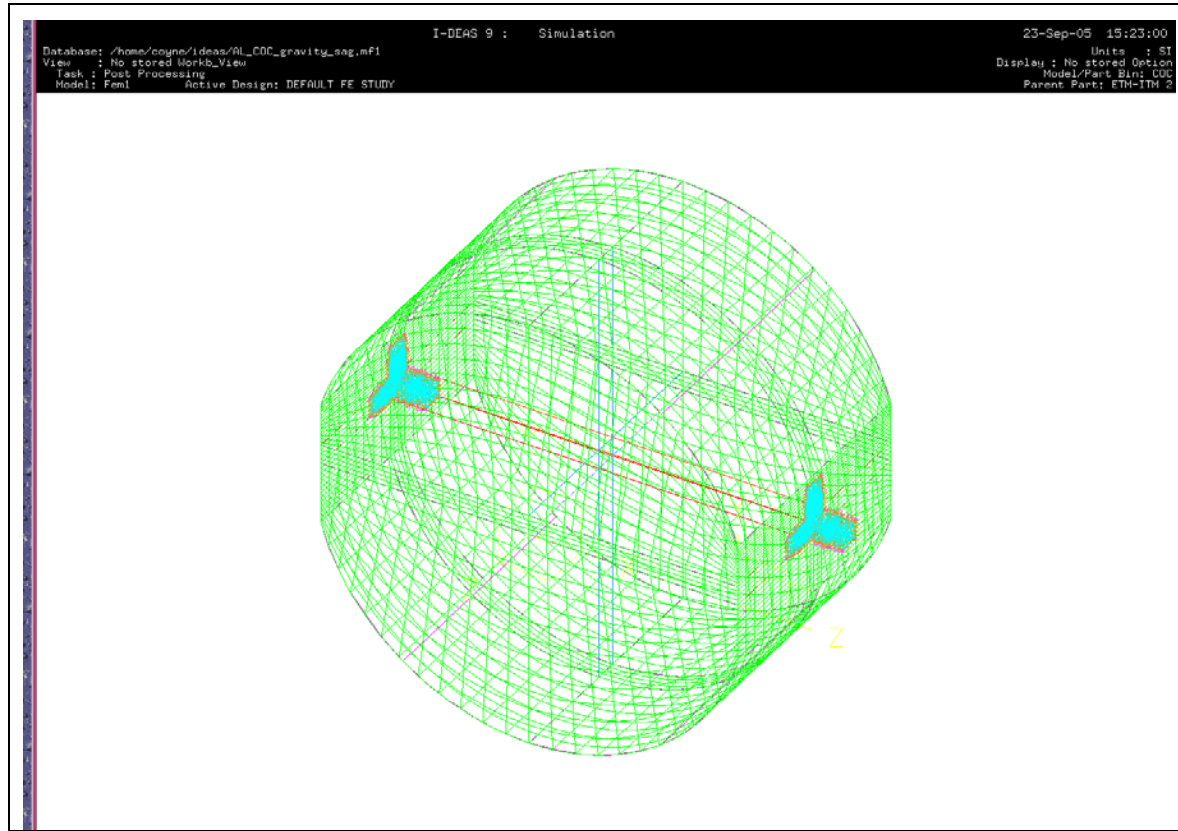 I-DEAS 9 : Simulation 23-Sep-05 15:23:00
Database: /home/coyne/ideas/AL_COC_gravity_sag.mf1 Units : SI
View : No stored Workb_View Display : No stored Option
Task : Post Processing Model/Part Bin: COC
Model: Fem1 Active Design: DEFAULT FE STUDY Parent Part: ETM-ITM 2
Z